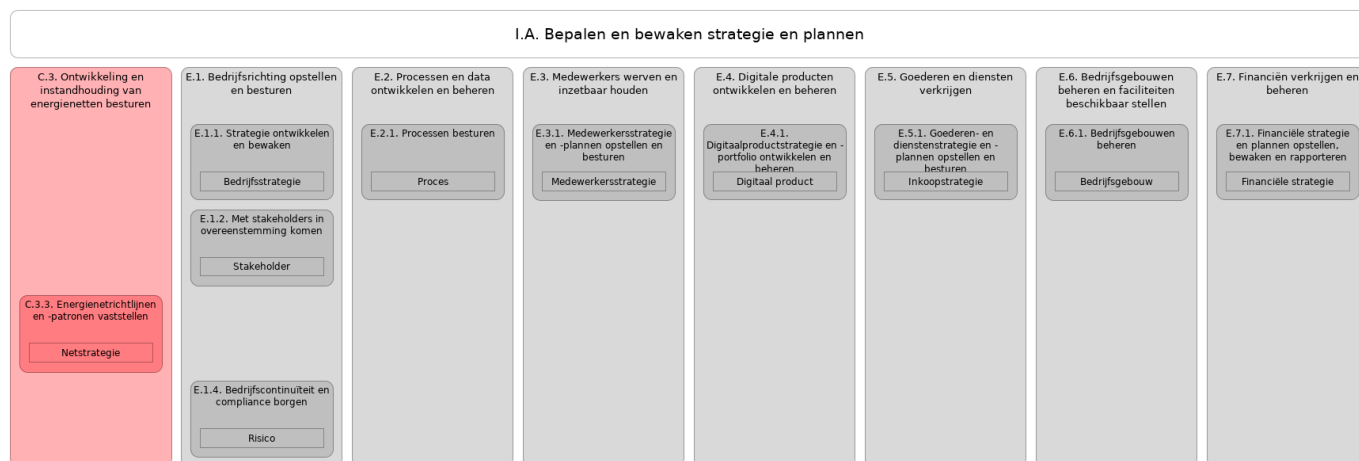 I.A. Bepalen en bewaken strategie en plannen
C.3. Ontwikkeling en
instandhouding van
energienetten besturen
C.3.3. Energienetrichtlijnen
en -patronen vaststellen
Netstrategie
E.1. Bedrijfsrichting opstellen
en besturen
E.1.1. Strategie ontwikkelen
en bewaken
Bedrijfsstrategie
E.1.2. Met stakeholders in
overeenstemming komen
Stakeholder
E.1.4. Bedrijfscontinuïteit en
compliance borgen
Risico
E.2. Processen en data
ontwikkelen en beheren
E.2.1. Processen besturen
Proces
E.3. Medewerkers werven en
inzetbaar houden
E.3.1. Medewerkersstrategie
en -plannen opstellen en
besturen
Medewerkersstrategie
E.4. Digitale producten
ontwikkelen en beheren
E.4.1.
Digitaalproductstrategie en -
portfolio ontwikkelen en
beheren
Digitaal product
E.5. Goederen en diensten
verkrijgen
E.5.1. Goederen- en
dienstenstrategie en -
plannen opstellen en
besturen
Inkoopstrategie
E.6. Bedrijfsgebouwen
beheren en faciliteiten
beschikbaar stellen
E.6.1. Bedrijfsgebouwen
beheren
Bedrijfsgebouw
E.7. Financiën verkrijgen en
beheren
E.7.1. Financiële strategie
en plannen opstellen,
bewaken en rapporteren
Financiële strategie